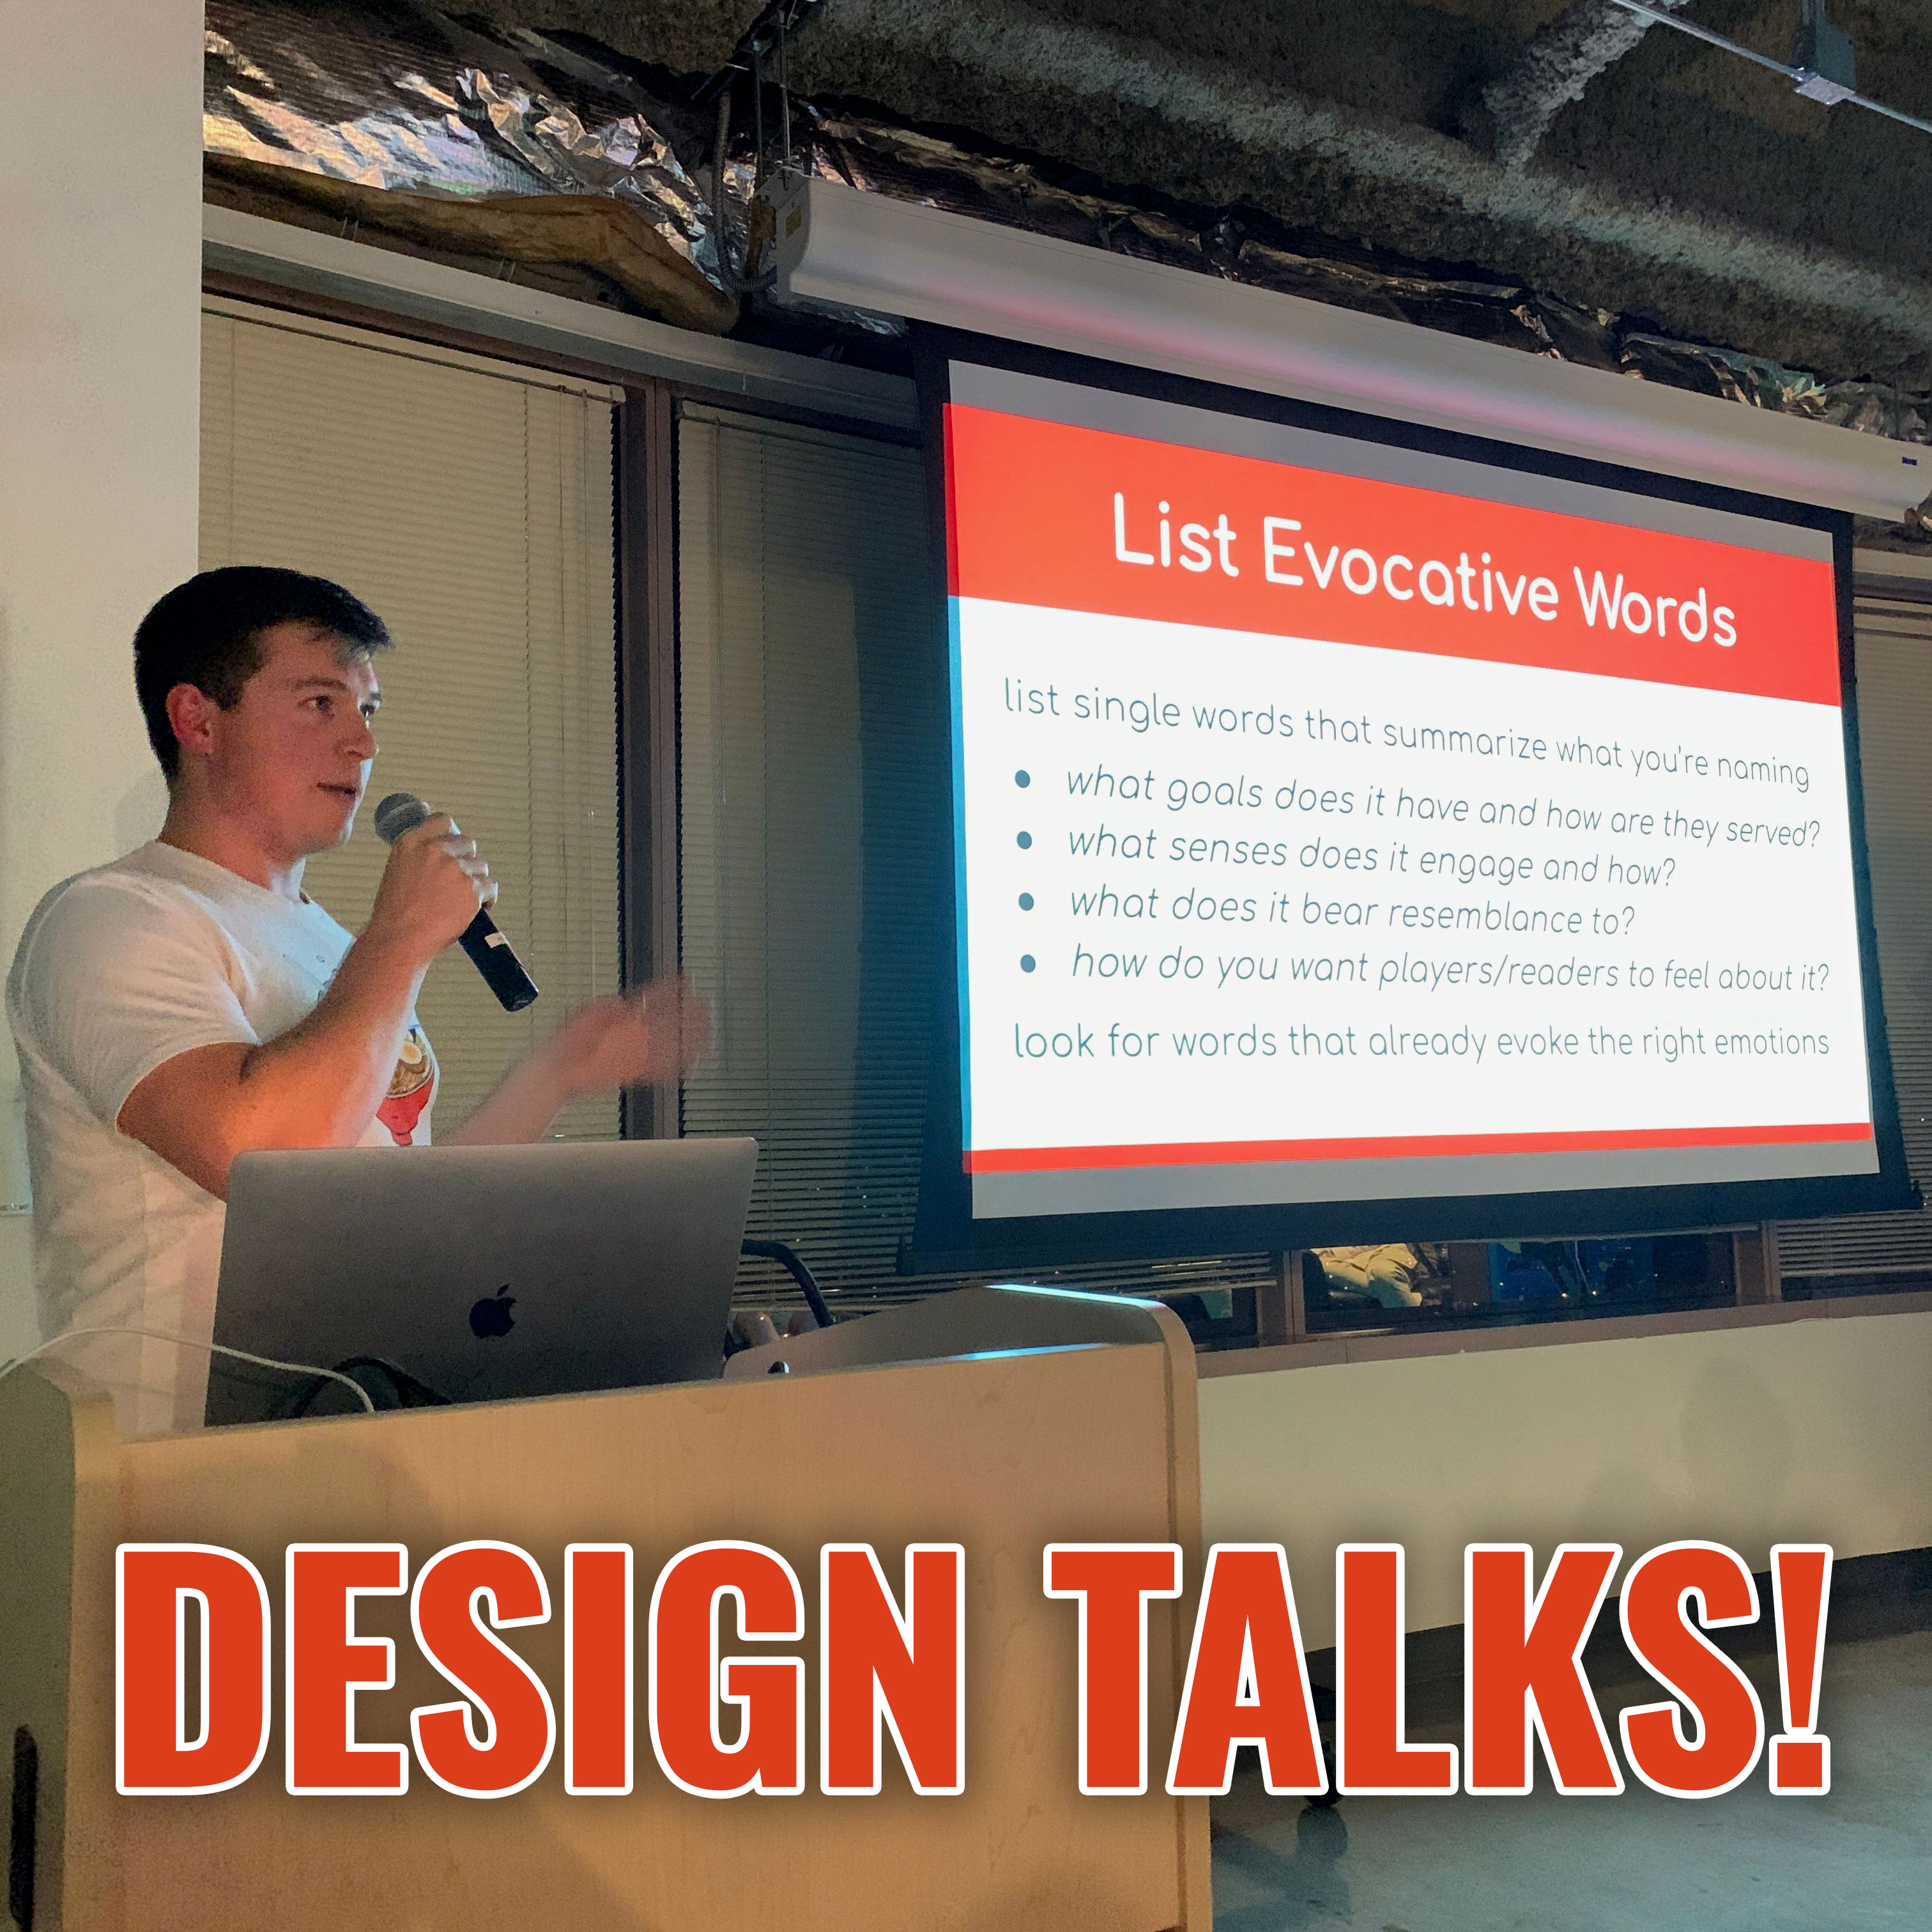 List Evocative Words
list single words that summarize what you're naming
• what goals does it have and how are they served?
• what senses does it engage and how?
• what does it bear resemblance to?
• how do you want players/readers to feel about it?
look for words that already evoke the right emotions
DESIGN TALKS!